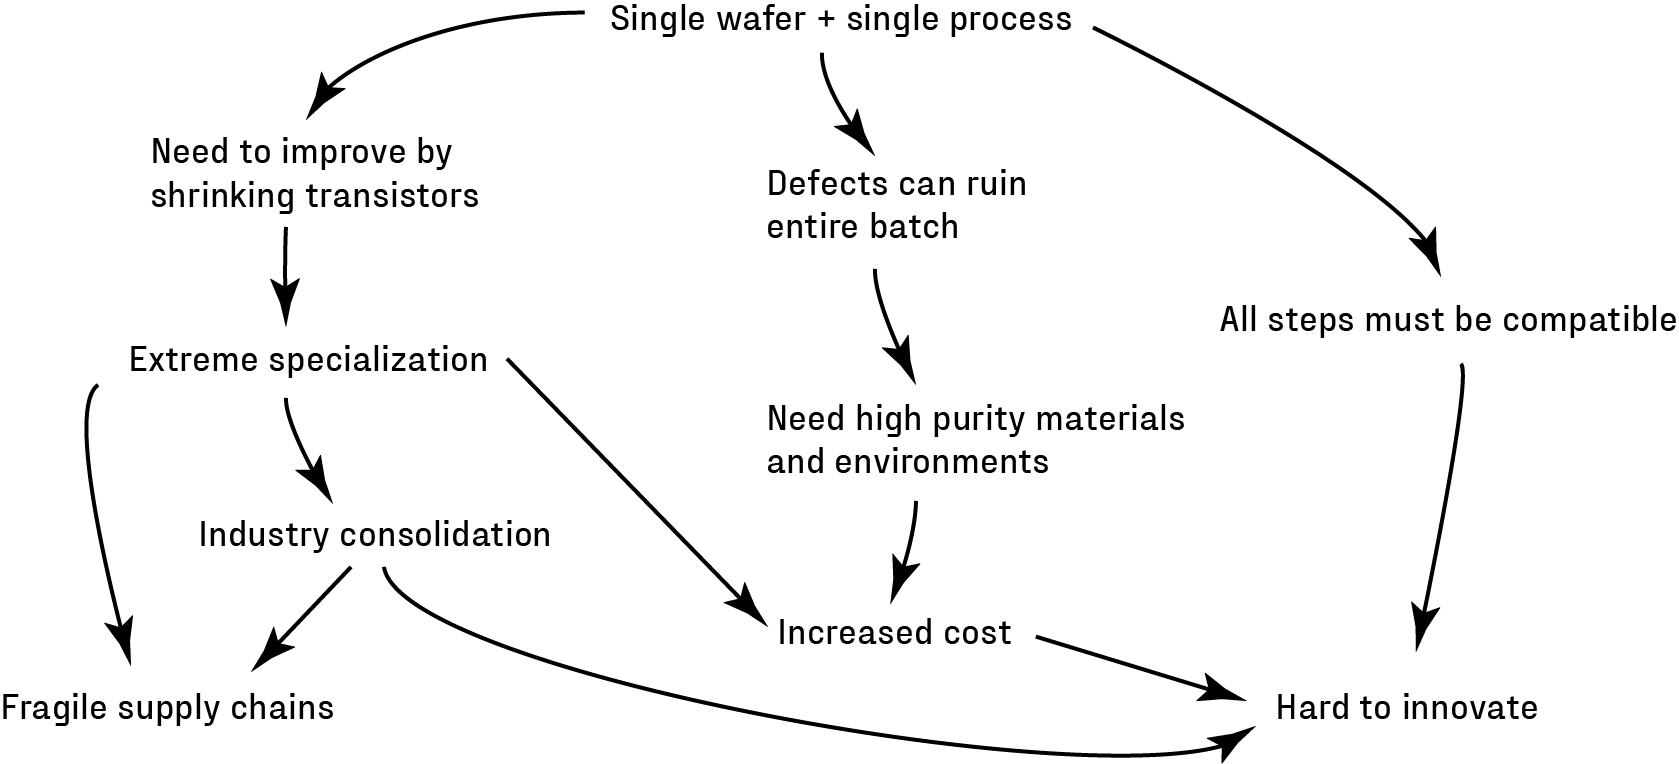 Single wafer + single process
Need to improve by
shrinking transistors
Defects can ruin
entire batch
All steps must be compatible
Extreme specialization
Need high purity materials
and environments
Industry consolidation
Increased cost
Fragile supply chains
Hard to innovate